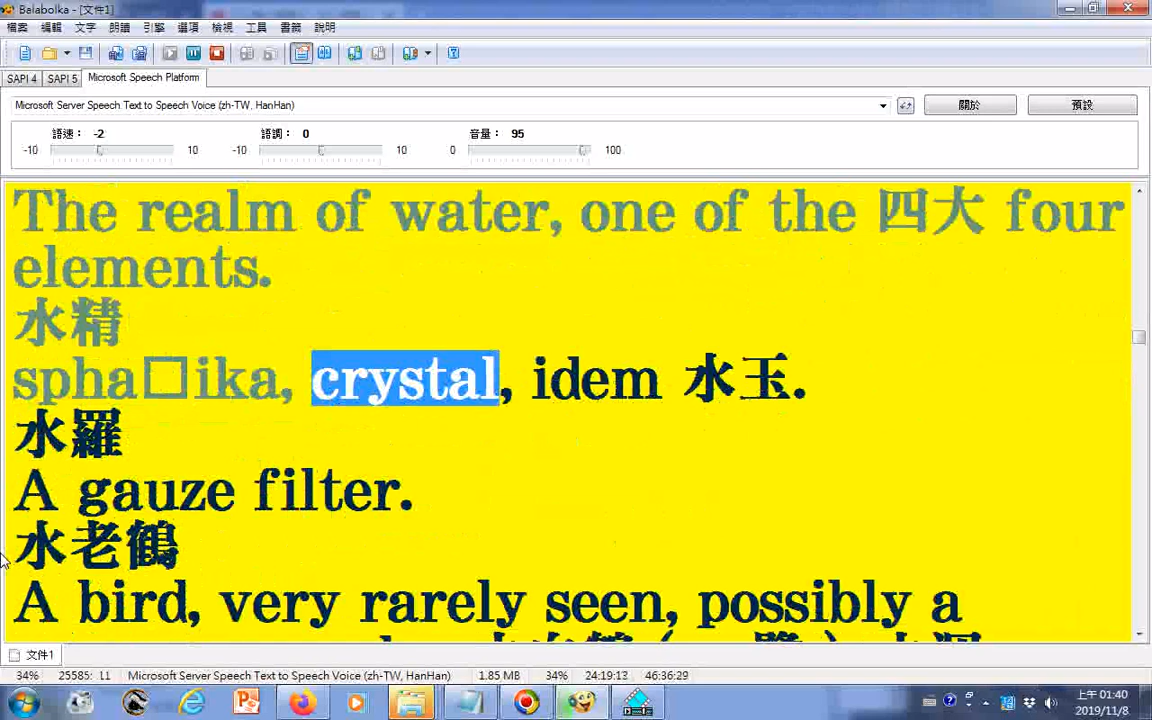 Balabolka - [文件1]
檔案 編輯 文字 朗讀 引擎 選項 檢視 工具 書籤 說明
SAPI 4 SAPI 5 Microsoft Speech Platform
Microsoft Server Speech Text to Speech Voice (zh-TW, HanHan) 關於 預設
語速： -2 語調： 0 音量： 95
-10 10 -10 10 0 100
The realm of water, one of the 四大 four
elements.
水精
spha□ika, crystal, idem 水玉.
水羅
A gauze filter.
水老鶴
A bird, very rarely seen, possibly a
文件1
34% 25585: 11 Microsoft Server Speech Text to Speech Voice (zh-TW, HanHan) 1.85 MB 34% 24:19:13 46:36:29
上午 01:40
2019/11/8